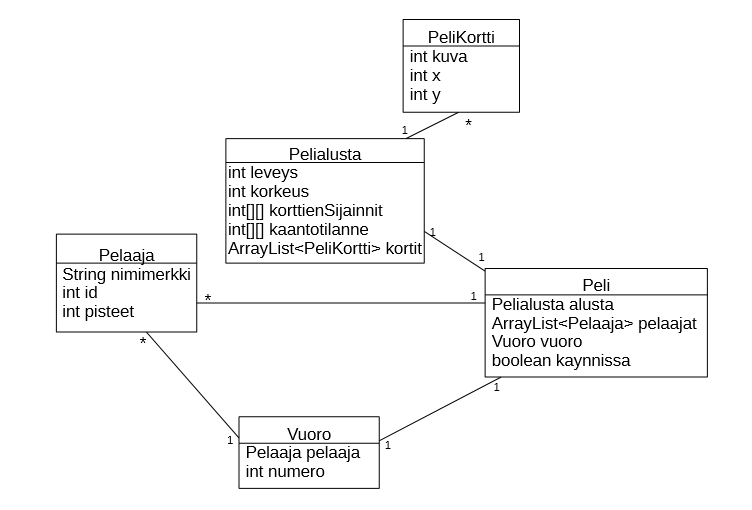 PeliKortti
int kuva
int x
int y
1
*
Pelialusta
int leveys
int korkeus
int[][] korttienSijainnit
int[][] kaantotilanne
ArrayList<PeliKortti> kortit
1
1
Pelaaja
String nimimerkki
int id
int pisteet
*
1
*
Peli
Pelialusta alusta
ArrayList<Pelaaja> pelaajat
Vuoro vuoro
boolean kaynnissa
1
1
1
Vuoro
Pelaaja pelaaja
int numero